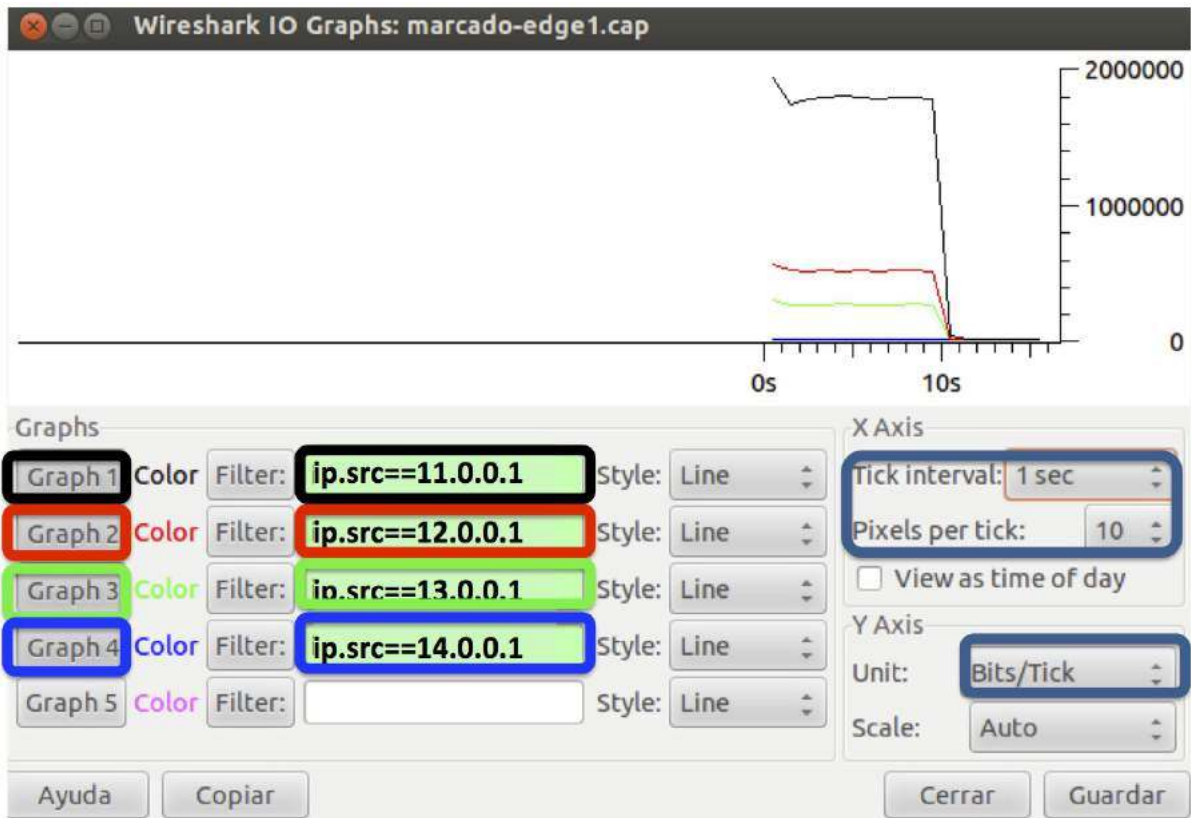 Wireshark IO Graphs: marcado-edge1.cap
2000000
1000000
0
0s 10s
Graphs
Graph 1 Color Filter: ip.src==11.0.0.1 Style: Line
Graph 2 Color Filter: ip.src==12.0.0.1 Style: Line
Graph 3 Color Filter: ip.src==13.0.0.1 Style: Line
Graph 4 Color Filter: ip.src==14.0.0.1 Style: Line
Graph 5 Color Filter: Style: Line
X Axis
Tick interval: 1 sec
Pixels per tick: 10
View as time of day
Y Axis
Unit: Bits/Tick
Scale: Auto
Ayuda Copiar Cerrar Guardar